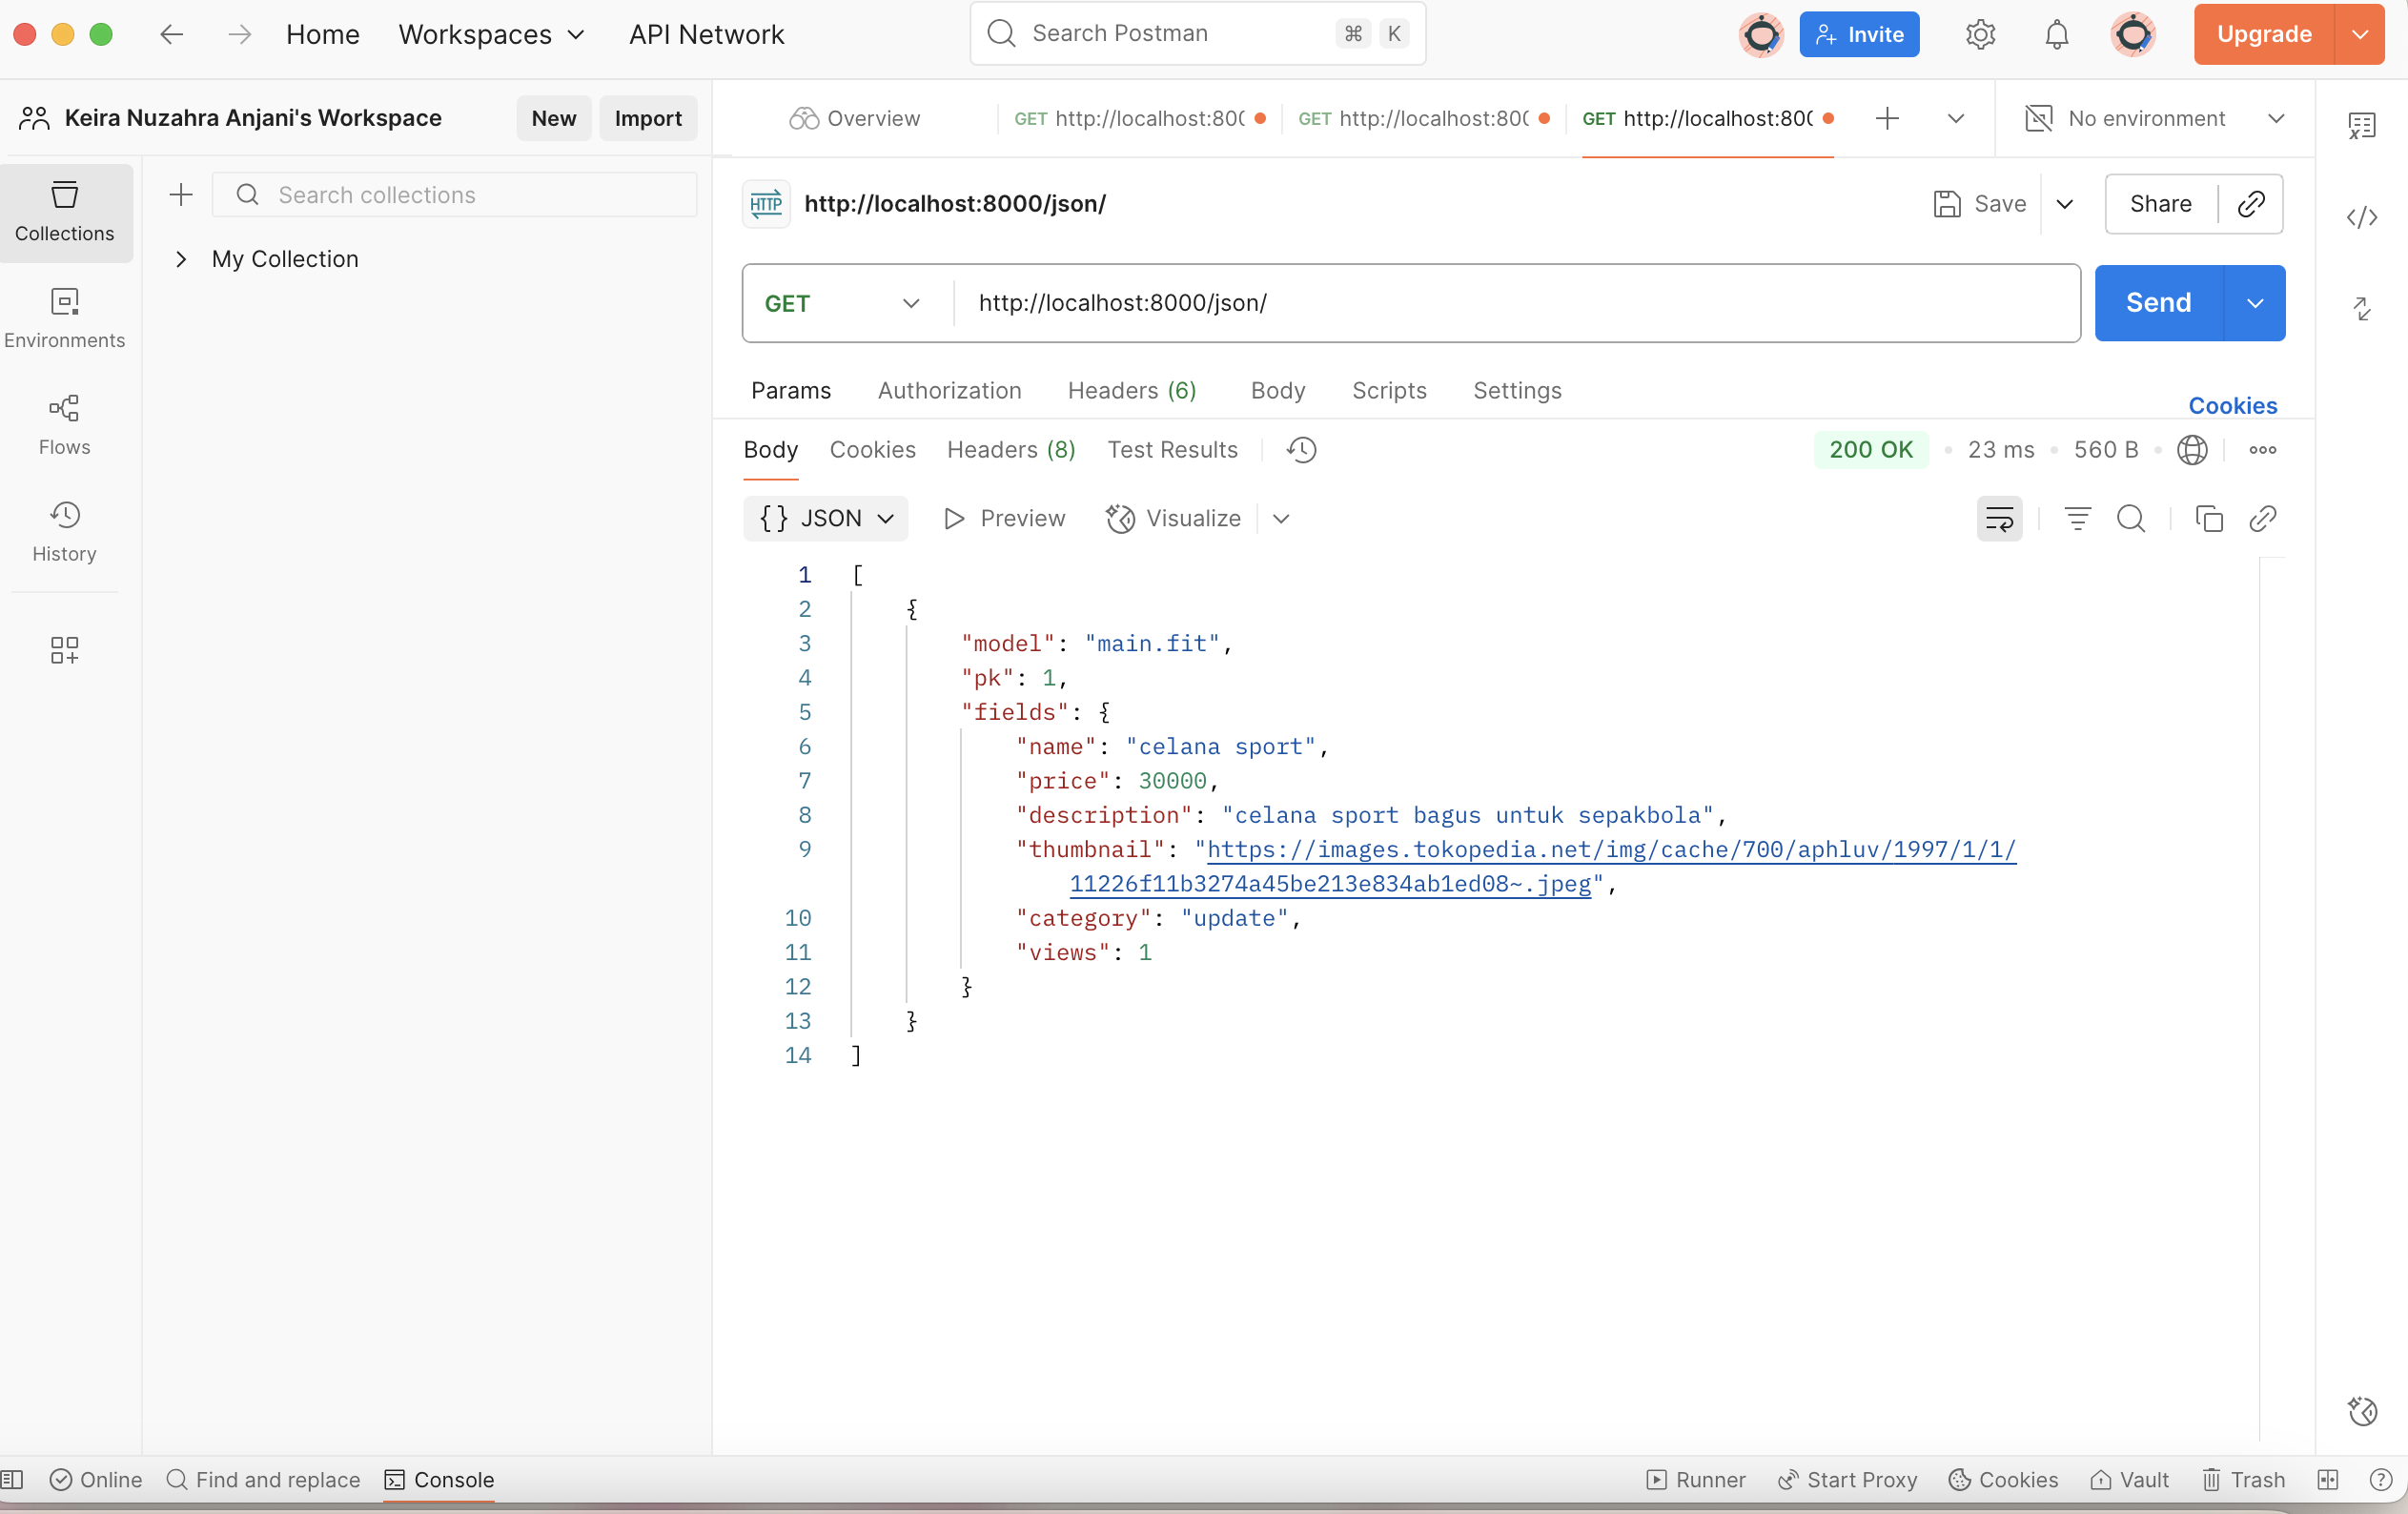 Home Workspaces API Network Search Postman ⌘ K Invite Upgrade
Keira Nuzahra Anjani's Workspace New Import
Overview GET http://localhost:800 GET http://localhost:800 GET http://localhost:800 No environment
Collections
Search collections
My Collection
Environments
Flows
History
HTTP http://localhost:8000/json/ Save Share
GET http://localhost:8000/json/ Send
Params Authorization Headers (6) Body Scripts Settings Cookies
Body Cookies Headers (8) Test Results 200 OK 23 ms 560 B
{} JSON Preview Visualize
1 [
2 {
3 "model": "main.fit",
4 "pk": 1,
5 "fields": {
6 "name": "celana sport",
7 "price": 30000,
8 "description": "celana sport bagus untuk sepakbola",
9 "thumbnail": "https://images.tokopedia.net/img/cache/700/aphluv/1997/1/1/
11226f11b3274a45be213e834ab1ed08~.jpeg",
10 "category": "update",
11 "views": 1
12 }
13 }
14 ]
Online Find and replace Console Runner Start Proxy Cookies Vault Trash